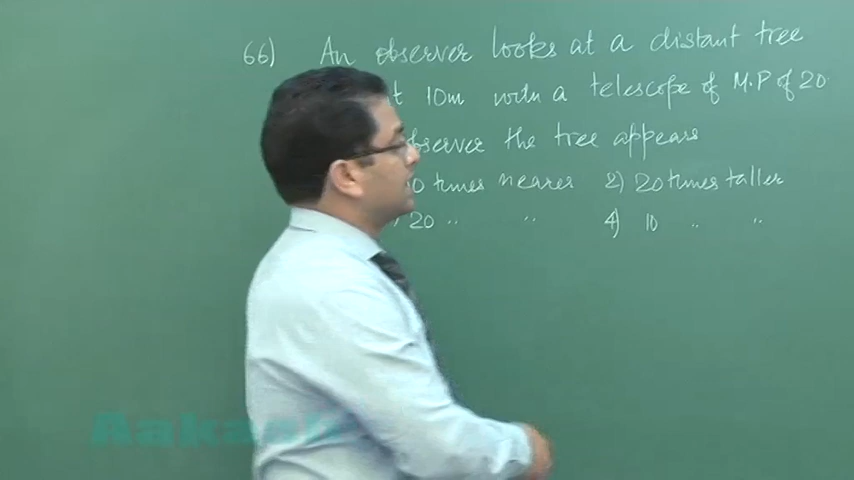 66) An observer looks at a distant tree
10m with a telescope of M.P of 20
the tree appears
times nearer 2) 20 times taller
20 " " 4) 10 " "
Aakash